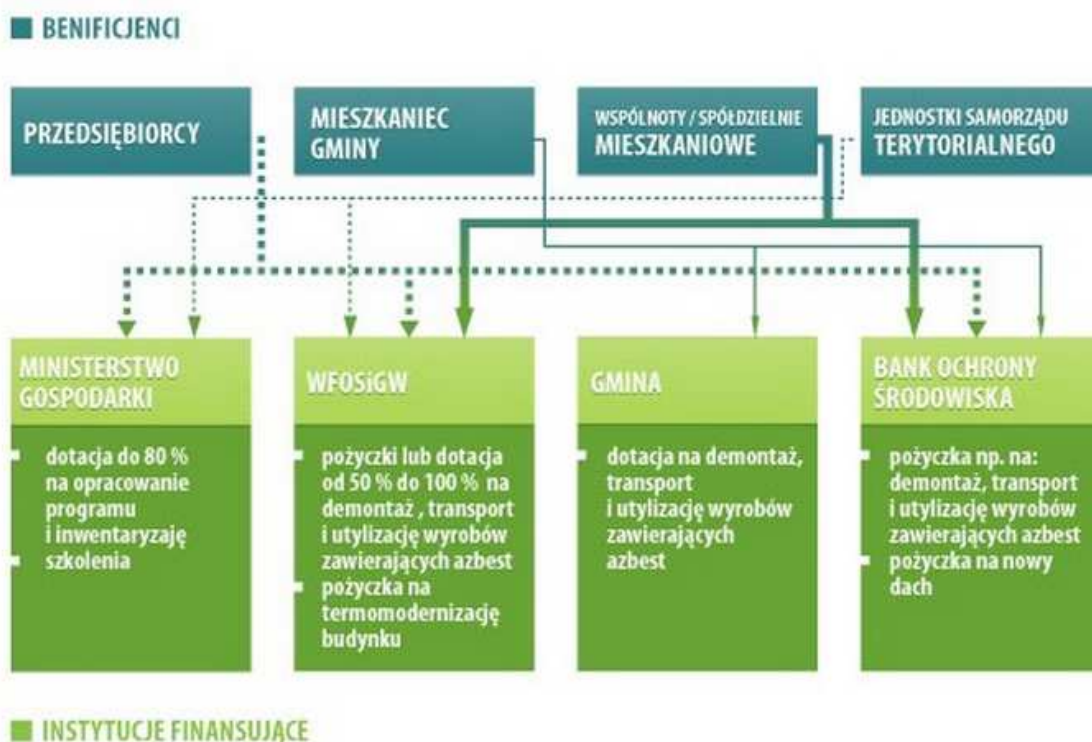 BENIFICJENCI
PRZEDSIĘBIORCY
MIESZKANIEC
GMINY
WSPÓLNOTY / SPÓŁDZIELNIE
MIESZKANIOWE
JEDNOSTKI SAMORZĄDU
TERYTORIALNEGO
MINISTERSTWO
GOSPODARKI
dotacja do 80 %
na opracowanie
programu
i inwentaryzaję
szkolenia
WFOSiGW
pożyczki lub dotacja
od 50 % do 100 % na
demontaż , transport
i utylizację wyrobów
zawierających azbest
pożyczka na
termomodernizację
budynku
GMINA
dotacja na demontaż,
transport
i utylizację wyrobów
zawierających
azbest
BANK OCHRONY
ŚRODOWISKA
pożyczka np. na:
demontaż, transport
i utylizację wyrobów
zawierających azbest
pożyczka na nowy
dach
INSTYTUCJE FINANSUJĄCE